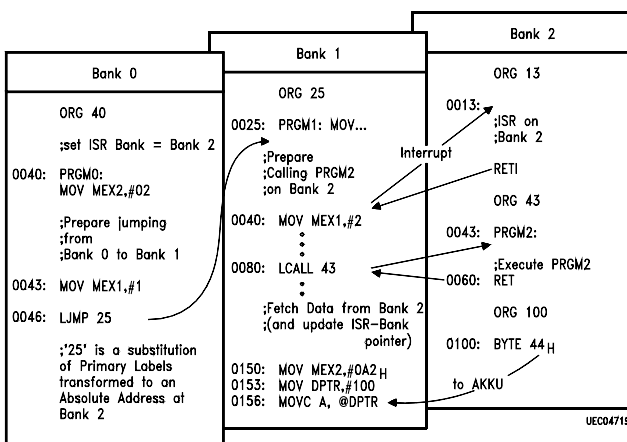 Bank 0
ORG 40
;set ISR Bank = Bank 2
0040: PRGM0:
MOV MEX2,#02
;Prepare jumping
;from
;Bank 0 to Bank 1
0043: MOV MEX1,#1
0046: LJMP 25
;'25' is a substitution
of Primary Labels
transformed to an
Absolute Address at
Bank 2
Bank 1
ORG 25
0025: PRGM1: MOV...
;Prepare
;Calling PRGM2
;on Bank 2
0040: MOV MEX1,#2
0080: LCALL 43
;Fetch Data from Bank 2
;(and update ISR-Bank
pointer)
0150: MOV MEX2,#0A2H
0153: MOV DPTR,#100
0156: MOVC A, @DPTR
Interrupt
Bank 2
ORG 13
0013:
;ISR on
;Bank 2
RETI
ORG 43
0043: PRGM2:
;Execute PRGM2
0060: RET
ORG 100
0100: BYTE 44H
to AKKU
UEC04719